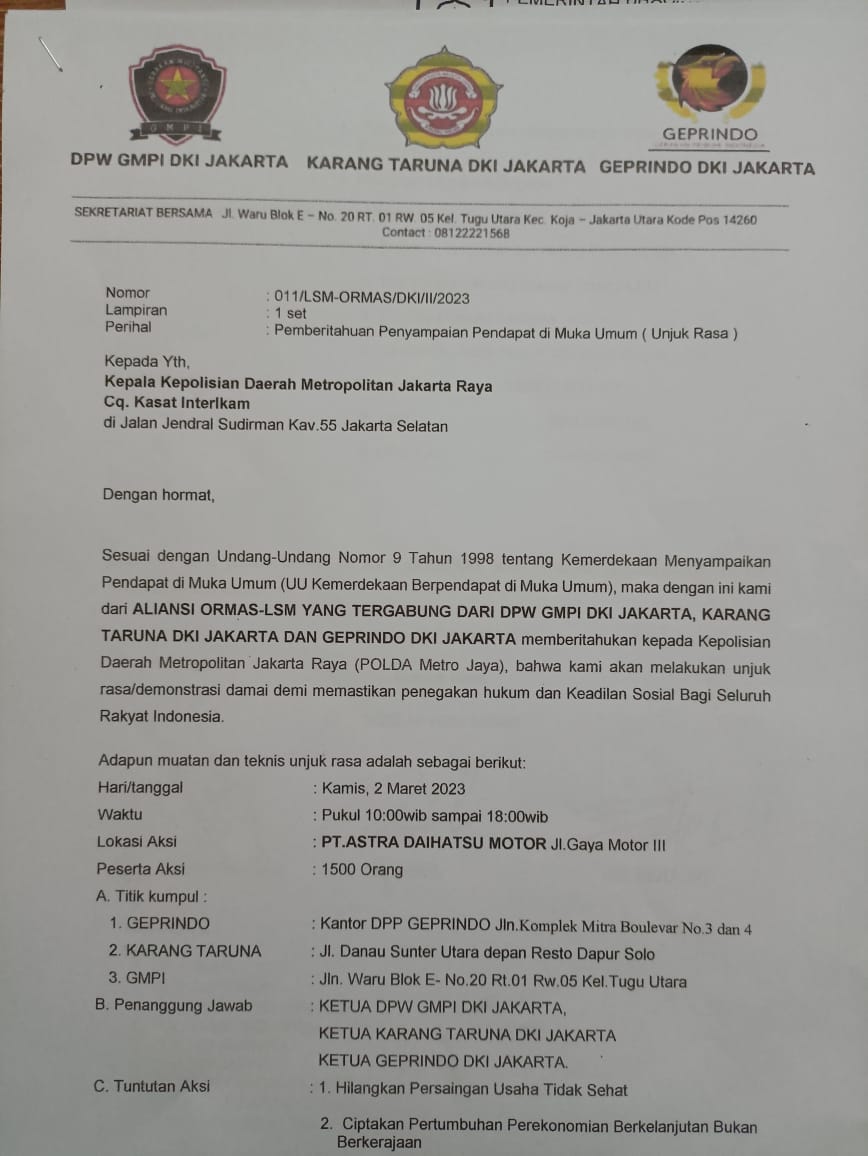 GMPI
GEPRINDO
DPW GMPI DKI JAKARTA KARANG TARUNA DKI JAKARTA GEPRINDO DKI JAKARTA
SEKRETARIAT BERSAMA Jl. Waru Blok E – No. 20 RT. 01 RW. 05 Kel. Tugu Utara Kec. Koja – Jakarta Utara Kode Pos 14260
Contact : 08122221568
Nomor : 011/LSM-ORMAS/DKI/II/2023
Lampiran : 1 set
Perihal : Pemberitahuan Penyampaian Pendapat di Muka Umum ( Unjuk Rasa )
Kepada Yth,
Kepala Kepolisian Daerah Metropolitan Jakarta Raya
Cq. Kasat Interlkam
di Jalan Jendral Sudirman Kav.55 Jakarta Selatan
Dengan hormat,
Sesuai dengan Undang-Undang Nomor 9 Tahun 1998 tentang Kemerdekaan Menyampaikan
Pendapat di Muka Umum (UU Kemerdekaan Berpendapat di Muka Umum), maka dengan ini kami
dari ALIANSI ORMAS-LSM YANG TERGABUNG DARI DPW GMPI DKI JAKARTA, KARANG
TARUNA DKI JAKARTA DAN GEPRINDO DKI JAKARTA memberitahukan kepada Kepolisian
Daerah Metropolitan Jakarta Raya (POLDA Metro Jaya), bahwa kami akan melakukan unjuk
rasa/demonstrasi damai demi memastikan penegakan hukum dan Keadilan Sosial Bagi Seluruh
Rakyat Indonesia.
Adapun muatan dan teknis unjuk rasa adalah sebagai berikut:
Hari/tanggal : Kamis, 2 Maret 2023
Waktu : Pukul 10:00wib sampai 18:00wib
Lokasi Aksi : PT.ASTRA DAIHATSU MOTOR Jl.Gaya Motor III
Peserta Aksi : 1500 Orang
A. Titik kumpul :
1. GEPRINDO : Kantor DPP GEPRINDO Jln.Komplek Mitra Boulevar No.3 dan 4
2. KARANG TARUNA : Jl. Danau Sunter Utara depan Resto Dapur Solo
3. GMPI : Jln. Waru Blok E- No.20 Rt.01 Rw.05 Kel.Tugu Utara
B. Penanggung Jawab : KETUA DPW GMPI DKI JAKARTA,
KETUA KARANG TARUNA DKI JAKARTA
KETUA GEPRINDO DKI JAKARTA.
C. Tuntutan Aksi : 1. Hilangkan Persaingan Usaha Tidak Sehat
2. Ciptakan Pertumbuhan Perekonomian Berkelanjutan Bukan
Berkerajaan